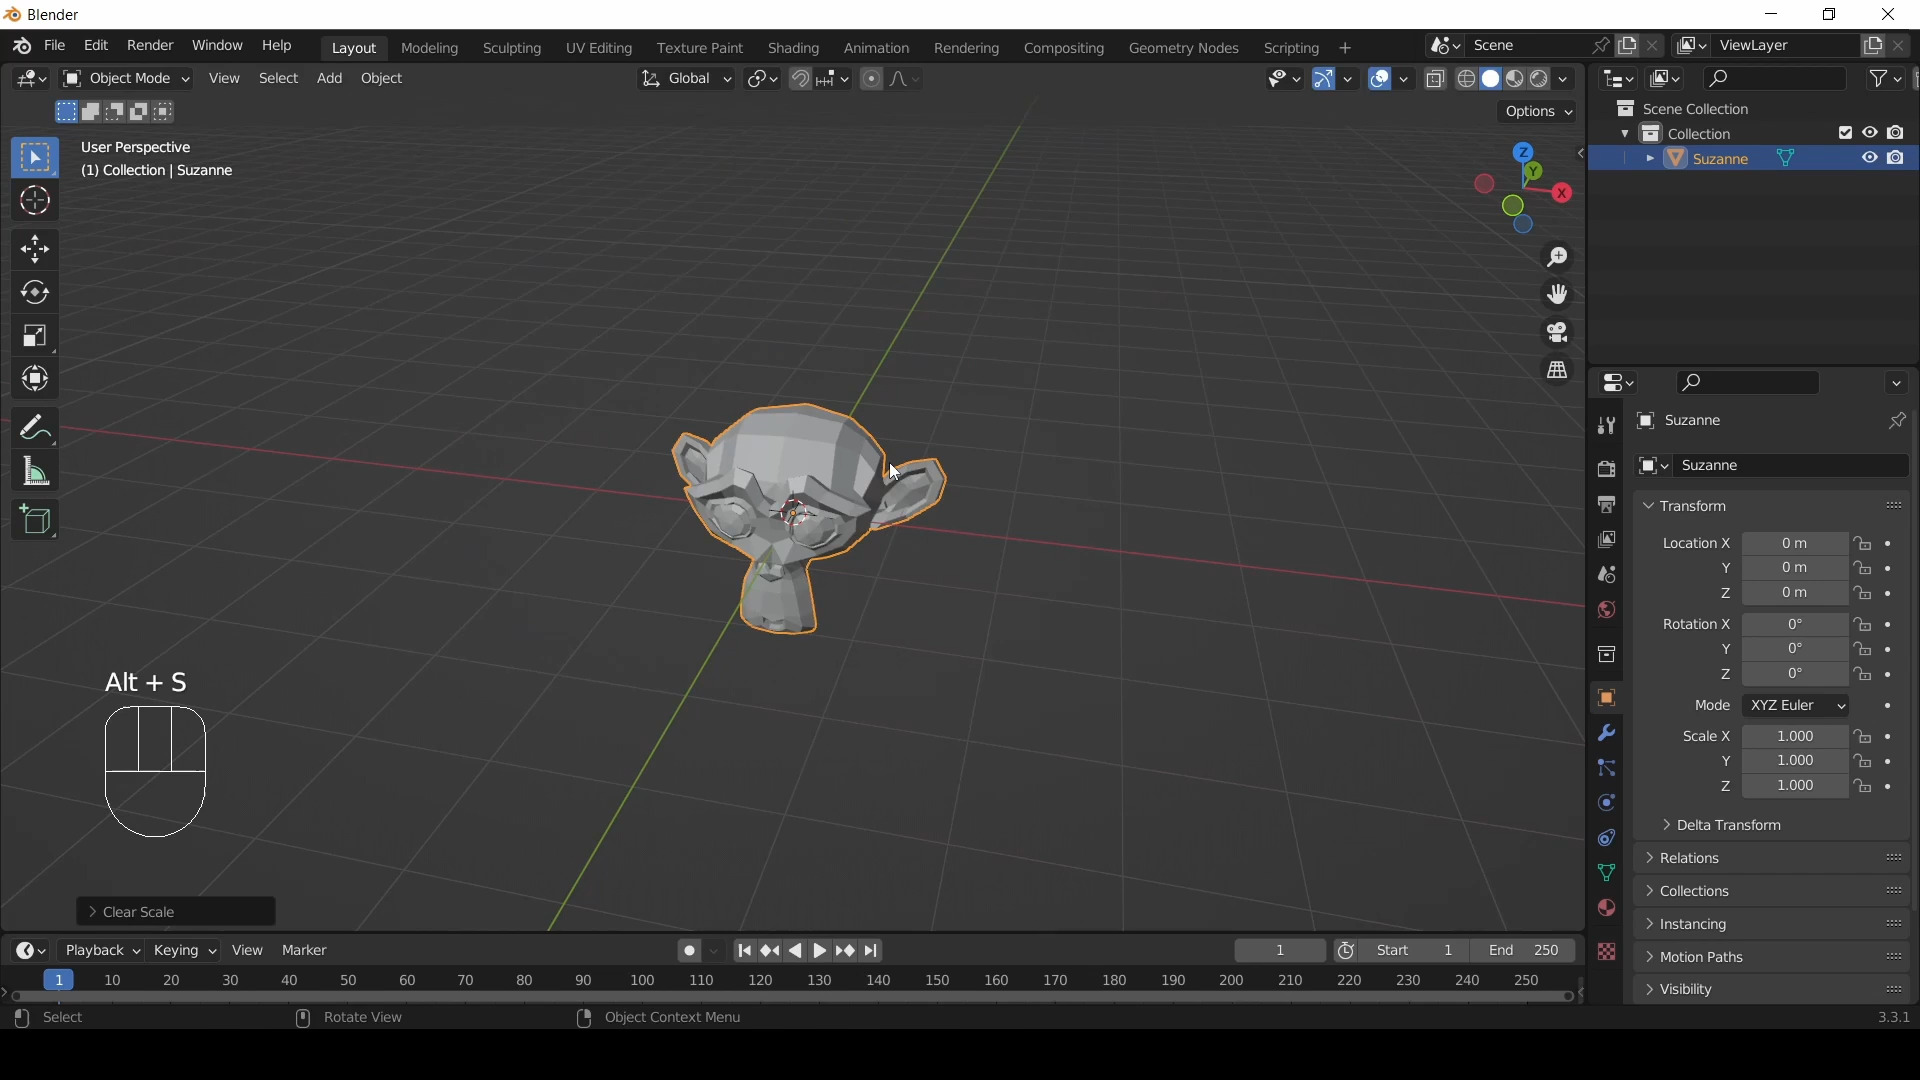 Blender
File Edit Render Window Help Layout Modeling Sculpting UV Editing Texture Paint Shading Animation Rendering Compositing Geometry Nodes Scripting + Scene ViewLayer
Object Mode View Select Add Object Global
Options
Scene Collection
Collection
Suzanne
User Perspective
(1) Collection | Suzanne
Z
Y
X
Suzanne
Suzanne
Transform
Location X 0 m
Y 0 m
Z 0 m
Rotation X 0°
Y 0°
Z 0°
Mode XYZ Euler
Scale X 1.000
Y 1.000
Z 1.000
Delta Transform
Relations
Collections
Instancing
Motion Paths
Visibility
Alt + S
Clear Scale
Playback Keying View Marker 1 Start 1 End 250
1 10 20 30 40 50 60 70 80 90 100 110 120 130 140 150 160 170 180 190 200 210 220 230 240 250
Select Rotate View Object Context Menu 3.3.1